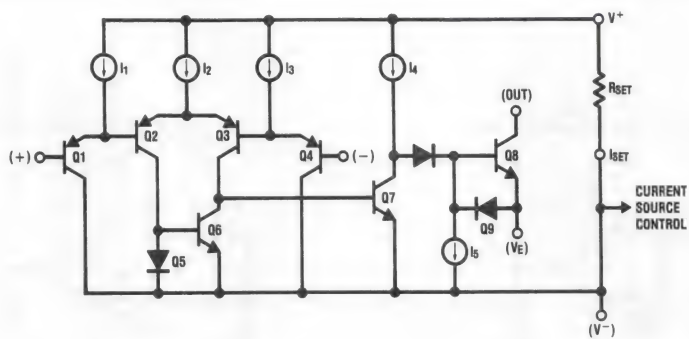 V+
I1
I2
I3
I4
RSET
(OUT)
Q2
Q3
(+)
Q1
Q4
(-)
Q8
ISET
Q7
CURRENT
SOURCE
CONTROL
Q6
Q9
Q5
I5
(VE)
(V-)